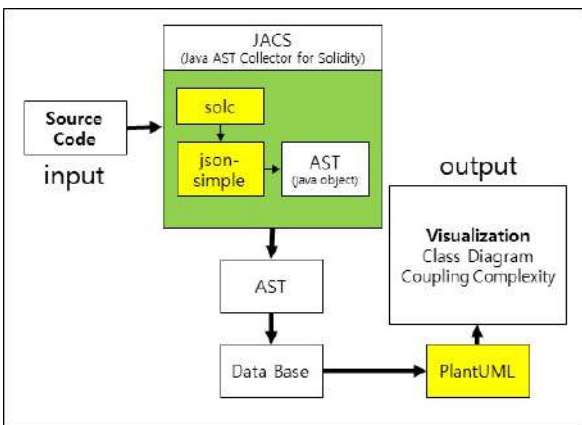 JACS
(Java AST Collector for Solidity)
Source
Code
input
solc
json-
simple
AST
(java object)
output
Visualization
Class Diagram
Coupling Complexity
AST
Data Base
PlantUML